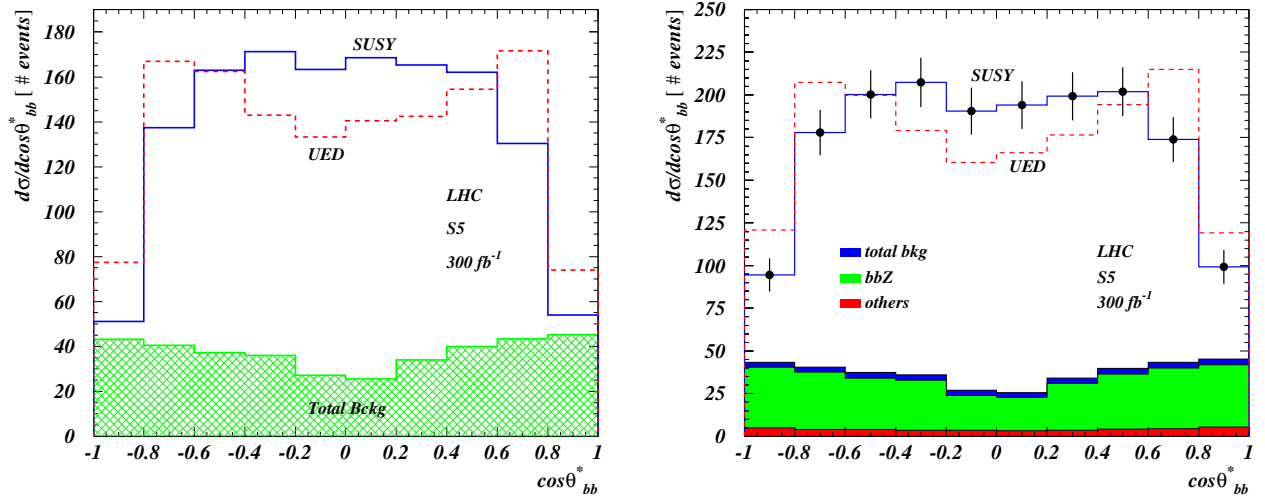 dσ/dcosθ*bb [ # events]
180
160
140
120
100
80
60
40
20
0
SUSY
UED
LHC
S5
300 fb-1
Total Bckg
-1 -0.8 -0.6 -0.4 -0.2 0 0.2 0.4 0.6 0.8 1
cosθ*bb
dσ/dcosθ*bb [ # events]
250
225
200
175
150
125
100
75
50
25
0
SUSY
UED
total bkg
bbZ
others
LHC
S5
300 fb-1
-1 -0.8 -0.6 -0.4 -0.2 0 0.2 0.4 0.6 0.8 1
cosθ*bb